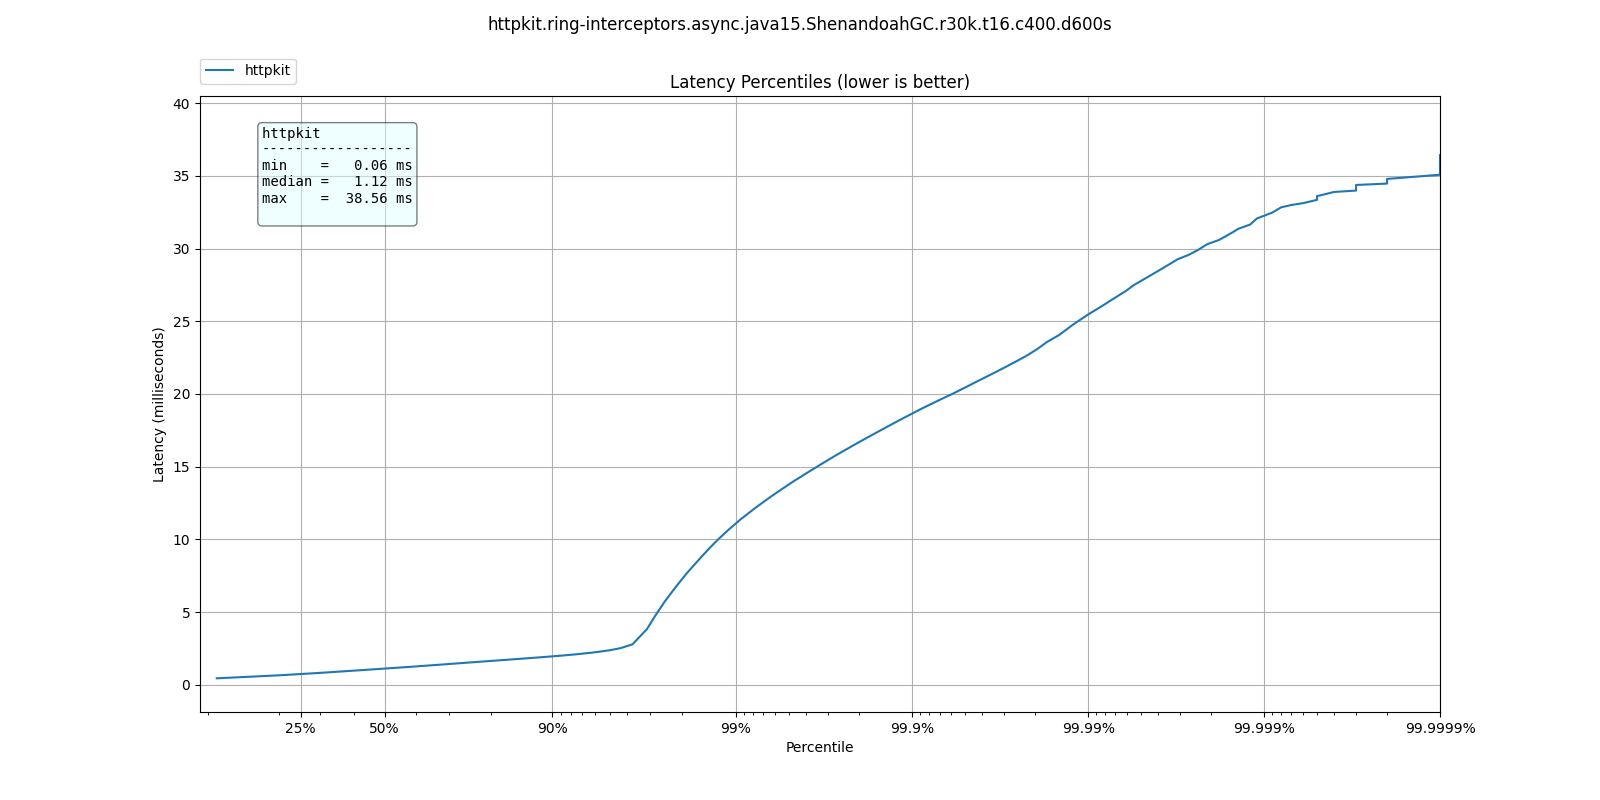 httpkit.ring-interceptors.async.java15.ShenandoahGC.r30k.t16.c400.d600s
httpkit
Latency Percentiles (lower is better)
40
35
30
25
20
15
10
5
0
Latency (milliseconds)
httpkit
------------------
min    =   0.06 ms
median =   1.12 ms
max    =  38.56 ms
25% 50% 90% 99% 99.9% 99.99% 99.999% 99.9999%
Percentile